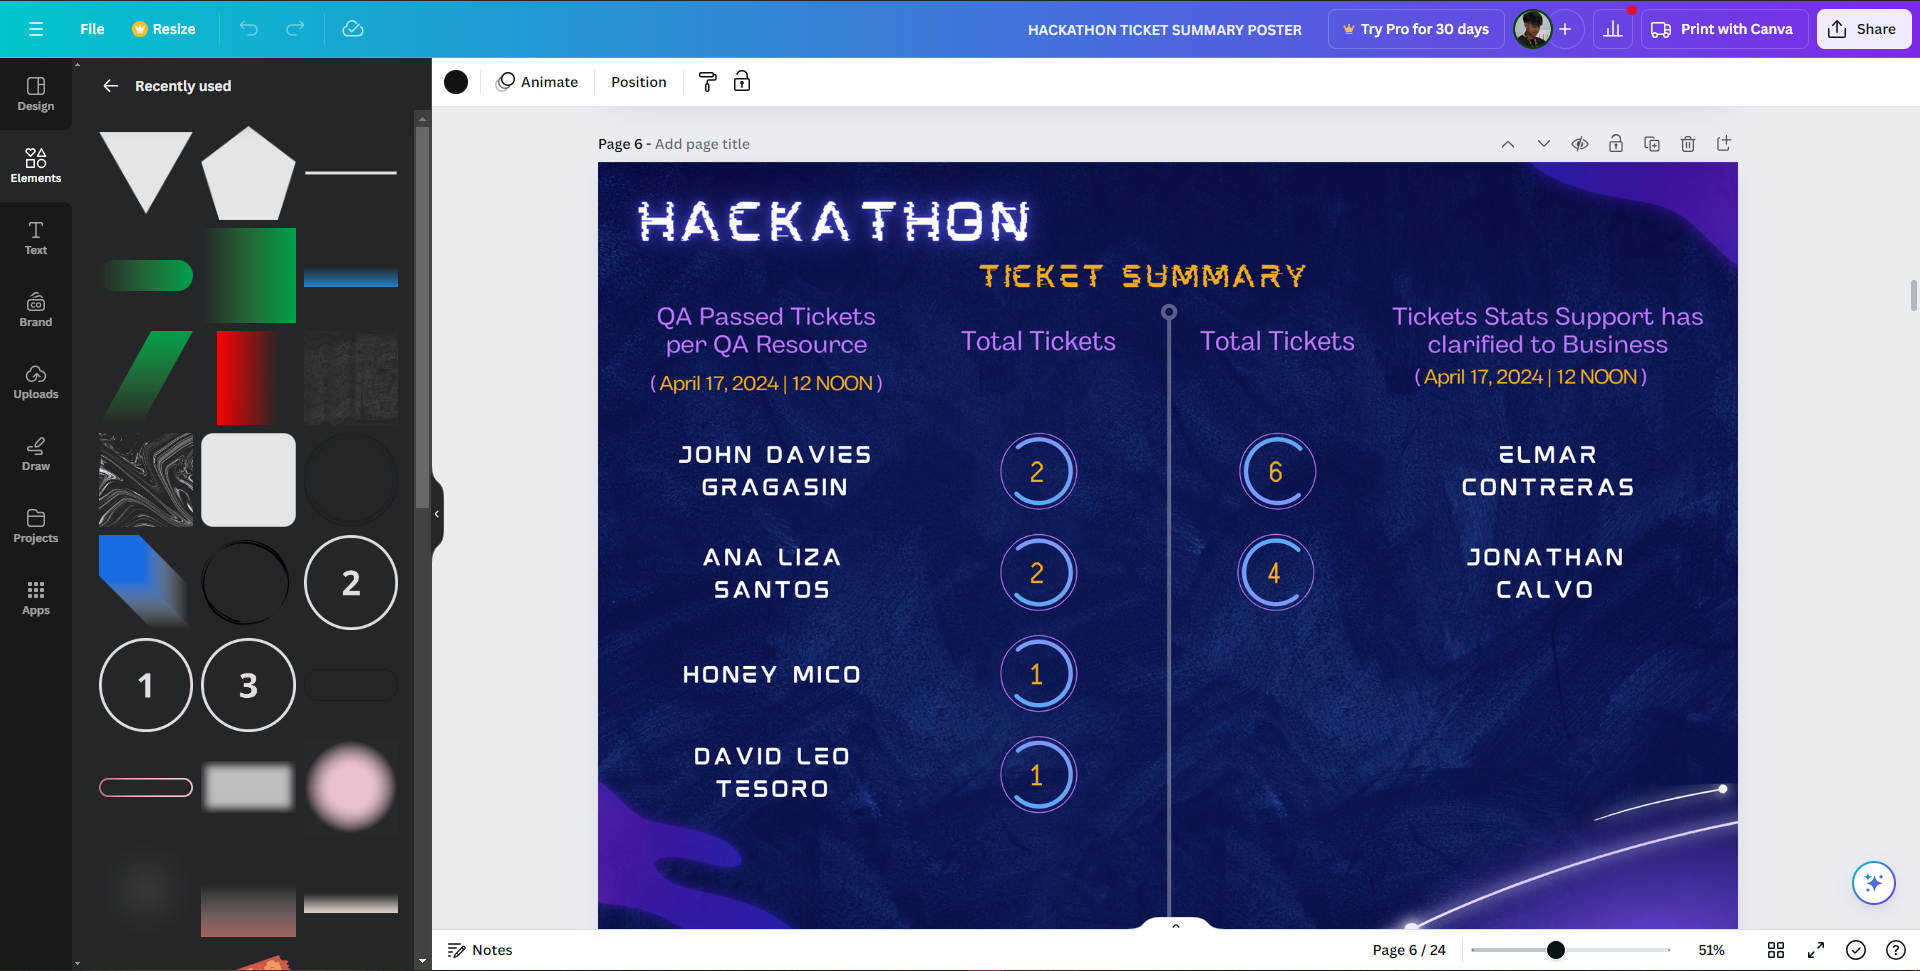 File
Resize
HACKATHON TICKET SUMMARY POSTER
Try Pro for 30 days
Print with Canva
Share
Design
Elements
Text
Brand
Uploads
Draw
Projects
Apps
Recently used
2
1
3
Animate
Position
Page 6 - Add page title
HACKATHON
TICKET SUMMARY
QA Passed Tickets
per QA Resource
( April 17, 2024 | 12 NOON )
Total Tickets
Total Tickets
Tickets Stats Support has
clarified to Business
( April 17, 2024 | 12 NOON )
JOHN DAVIES
GRAGASIN
2
6
ELMAR
CONTRERAS
ANA LIZA
SANTOS
2
4
JONATHAN
CALVO
HONEY MICO
1
DAVID LEO
TESORO
1
Notes
Page 6 / 24
51%